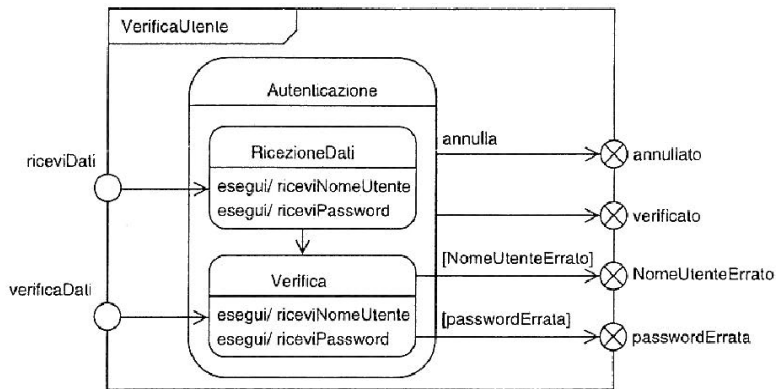 VerificaUtente
Autenticazione
riceviDati
RicezioneDati
esegui/ riceviNomeUtente
esegui/ riceviPassword
annulla
annullato
verificato
verificaDati
Verifica
esegui/ riceviNomeUtente
esegui/ riceviPassword
[NomeUtenteErrato]
NomeUtenteErrato
[passwordErrata]
passwordErrata